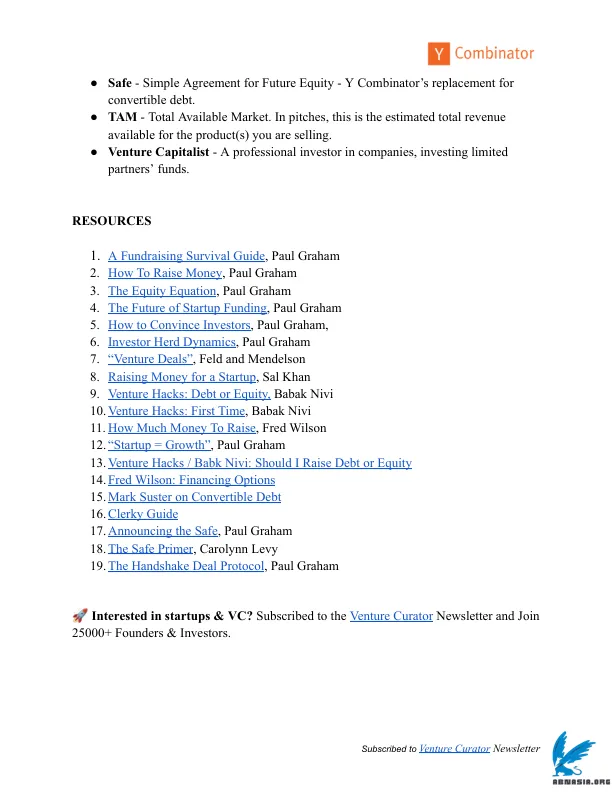 Y Combinator
● Safe - Simple Agreement for Future Equity - Y Combinator’s replacement for
convertible debt.
● TAM - Total Available Market. In pitches, this is the estimated total revenue
available for the product(s) you are selling.
● Venture Capitalist - A professional investor in companies, investing limited
partners’ funds.
RESOURCES
1. A Fundraising Survival Guide, Paul Graham
2. How To Raise Money, Paul Graham
3. The Equity Equation, Paul Graham
4. The Future of Startup Funding, Paul Graham
5. How to Convince Investors, Paul Graham,
6. Investor Herd Dynamics, Paul Graham
7. “Venture Deals”, Feld and Mendelson
8. Raising Money for a Startup, Sal Khan
9. Venture Hacks: Debt or Equity, Babak Nivi
10. Venture Hacks: First Time, Babak Nivi
11. How Much Money To Raise, Fred Wilson
12. “Startup = Growth”, Paul Graham
13. Venture Hacks / Babk Nivi: Should I Raise Debt or Equity
14. Fred Wilson: Financing Options
15. Mark Suster on Convertible Debt
16. Clerky Guide
17. Announcing the Safe, Paul Graham
18. The Safe Primer, Carolynn Levy
19. The Handshake Deal Protocol, Paul Graham
🚀 Interested in startups & VC? Subscribed to the Venture Curator Newsletter and Join
25000+ Founders & Investors.
Subscribed to Venture Curator Newsletter
ABNASIA.ORG